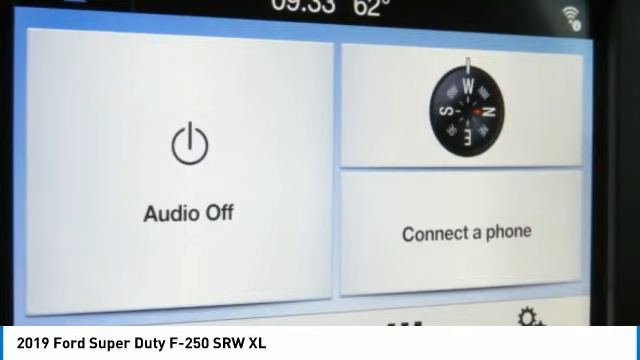 09:33 62°
Audio Off
W
S N
E
Connect a phone
2019 Ford Super Duty F-250 SRW XL